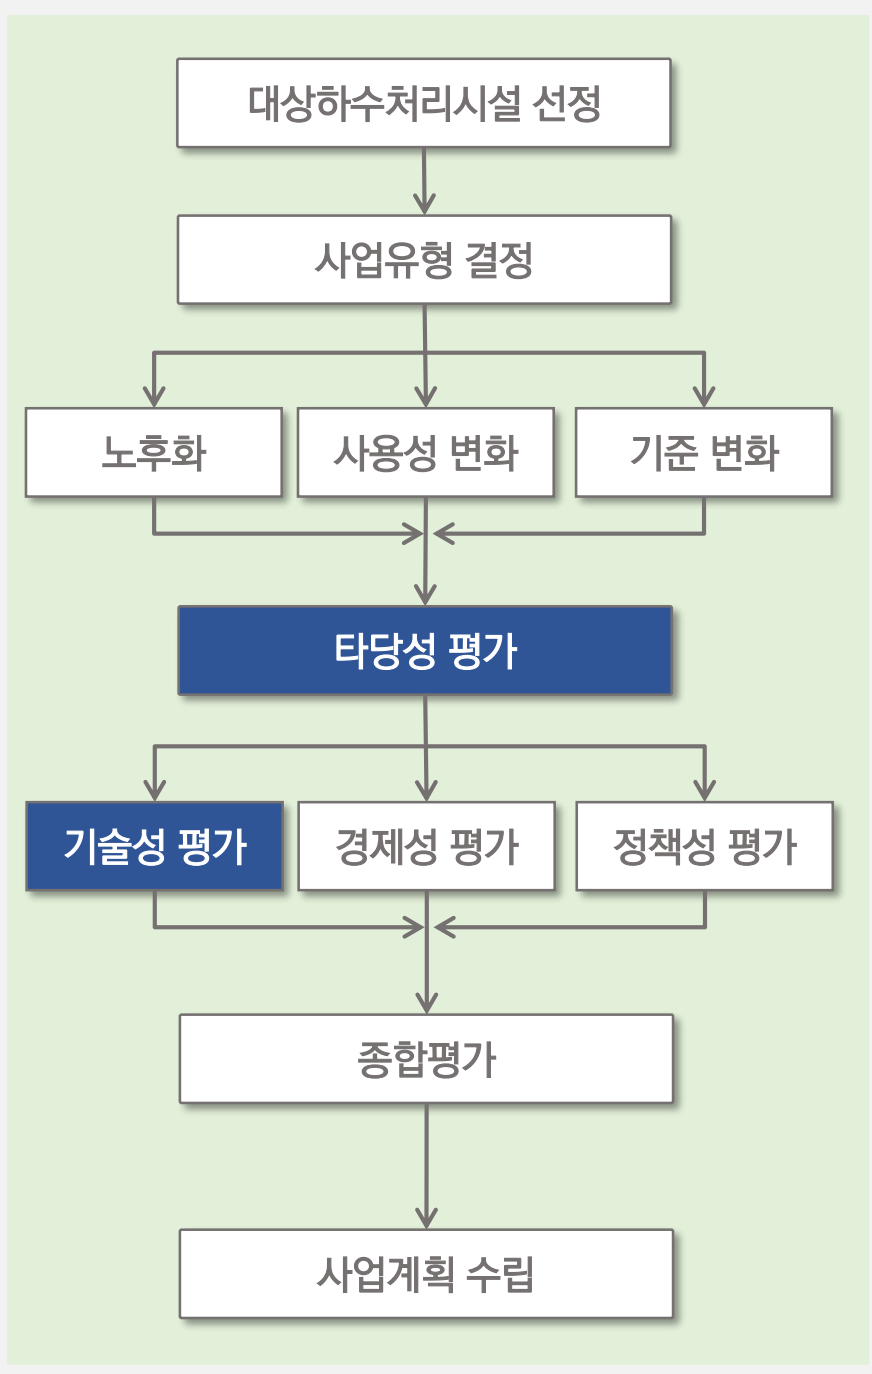 대상하수처리시설 선정
사업유형 결정
노후화
사용성 변화
기준 변화
타당성 평가
기술성 평가
경제성 평가
정책성 평가
종합평가
사업계획 수립